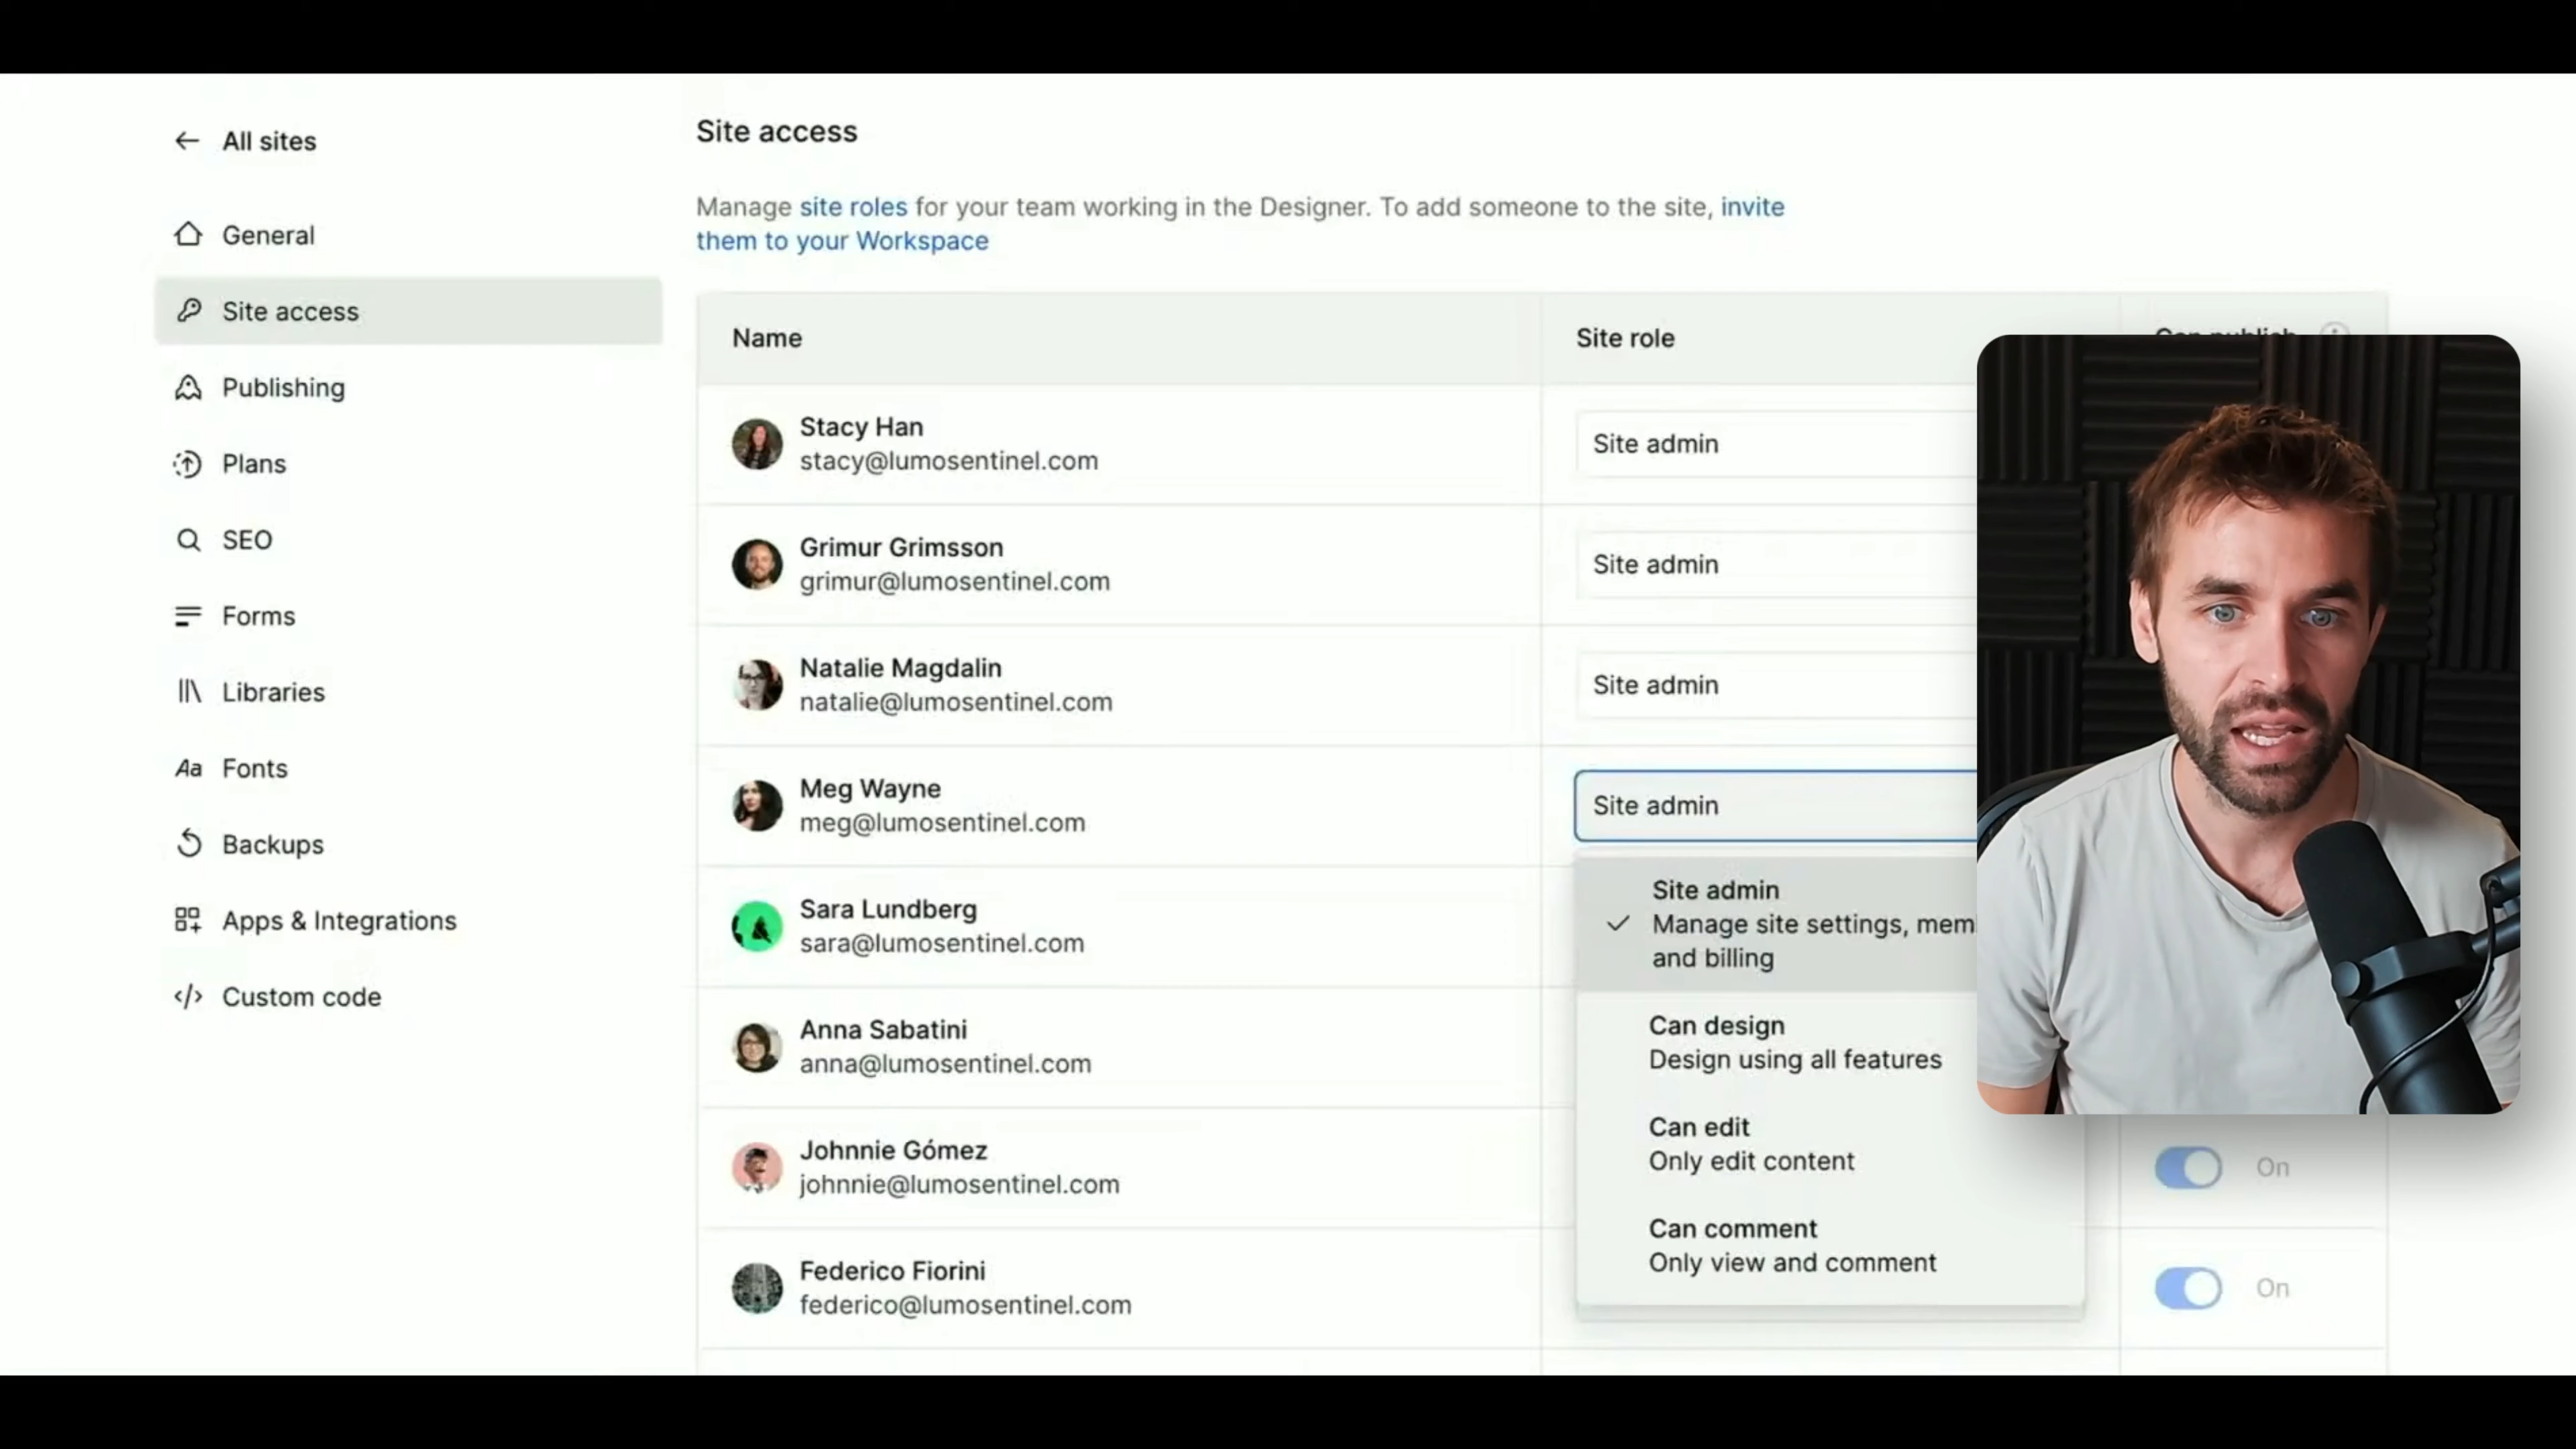 All sites
General
Site access
Publishing
Plans
SEO
Forms
Libraries
Aa Fonts
Backups
Apps & Integrations
</> Custom code
Site access
Manage site roles for your team working in the Designer. To add someone to the site, invite
them to your Workspace
Name
Site role
Stacy Han
stacy@lumosentinel.com
Site admin
Grimur Grimsson
grimur@lumosentinel.com
Site admin
Natalie Magdalin
natalie@lumosentinel.com
Site admin
Meg Wayne
meg@lumosentinel.com
Site admin
Sara Lundberg
sara@lumosentinel.com
Anna Sabatini
anna@lumosentinel.com
Johnnie Gómez
johnnie@lumosentinel.com
Federico Fiorini
federico@lumosentinel.com
Site admin
Manage site settings,
and billing
Can design
Design using all features
Can edit
Only edit content
Can comment
Only view and comment
On
On